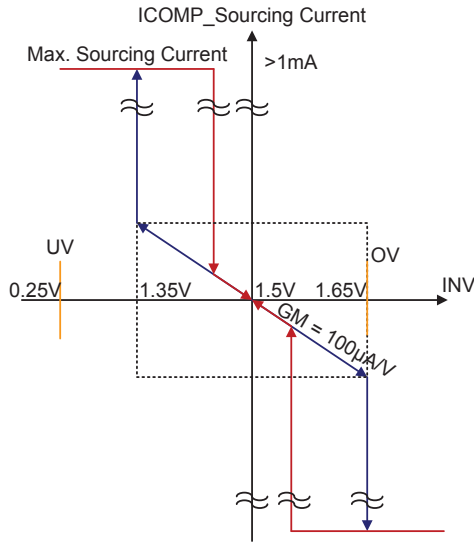 ICOMP_Sourcing Current
Max. Sourcing Current
>1mA
UV
OV
0.25V
1.35V
1.5V
1.65V
INV
GM = 100µA/V